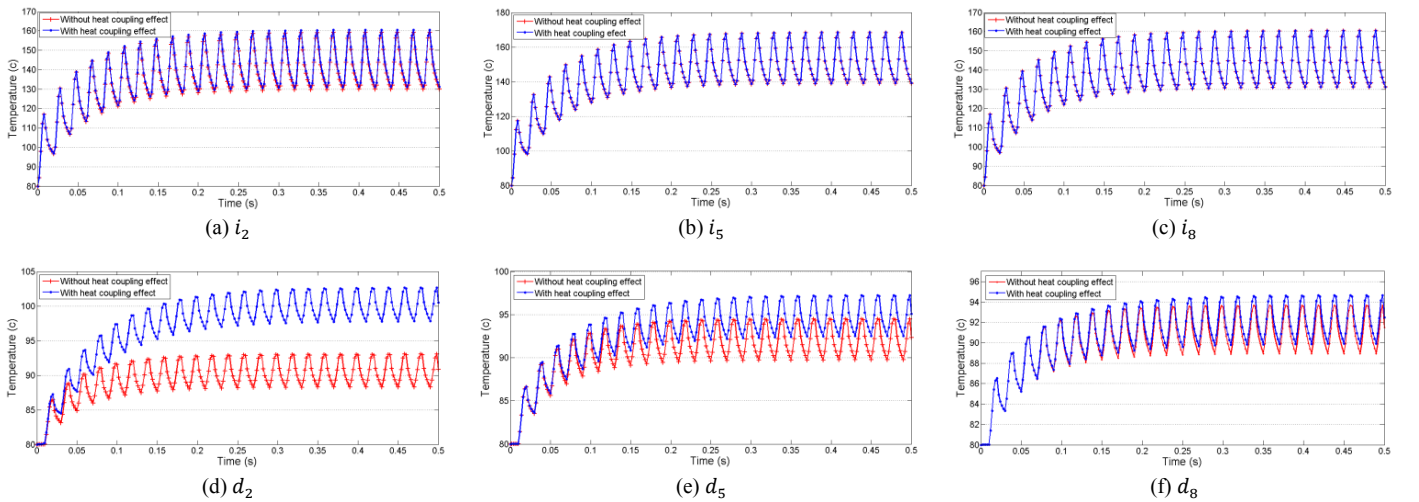 170
160
150
140
130
120
110
100
90
80
Temperature (c)
Without heat coupling effect
With heat coupling effect
0 0.05 0.1 0.15 0.2 0.25 0.3 0.35 0.4 0.45 0.5
Time (s)
(a) i₂
180
160
140
120
100
80
Temperature (c)
Without heat coupling effect
With heat coupling effect
0 0.05 0.1 0.15 0.2 0.25 0.3 0.35 0.4 0.45 0.5
Time (s)
(b) i₅
170
160
150
140
130
120
110
100
90
80
Temperature (c)
Without heat coupling effect
With heat coupling effect
0 0.05 0.1 0.15 0.2 0.25 0.3 0.35 0.4 0.45 0.5
Time (s)
(c) i₈
105
100
95
90
85
80
Temperature (c)
Without heat coupling effect
With heat coupling effect
0 0.05 0.1 0.15 0.2 0.25 0.3 0.35 0.4 0.45 0.5
Time (s)
(d) d₂
100
95
90
85
80
Temperature (c)
Without heat coupling effect
With heat coupling effect
0 0.05 0.1 0.15 0.2 0.25 0.3 0.35 0.4 0.45 0.5
Time (s)
(e) d₅
96
94
92
90
88
86
84
82
80
Temperature (c)
Without heat coupling effect
With heat coupling effect
0 0.05 0.1 0.15 0.2 0.25 0.3 0.35 0.4 0.45 0.5
Time (s)
(f) d₈